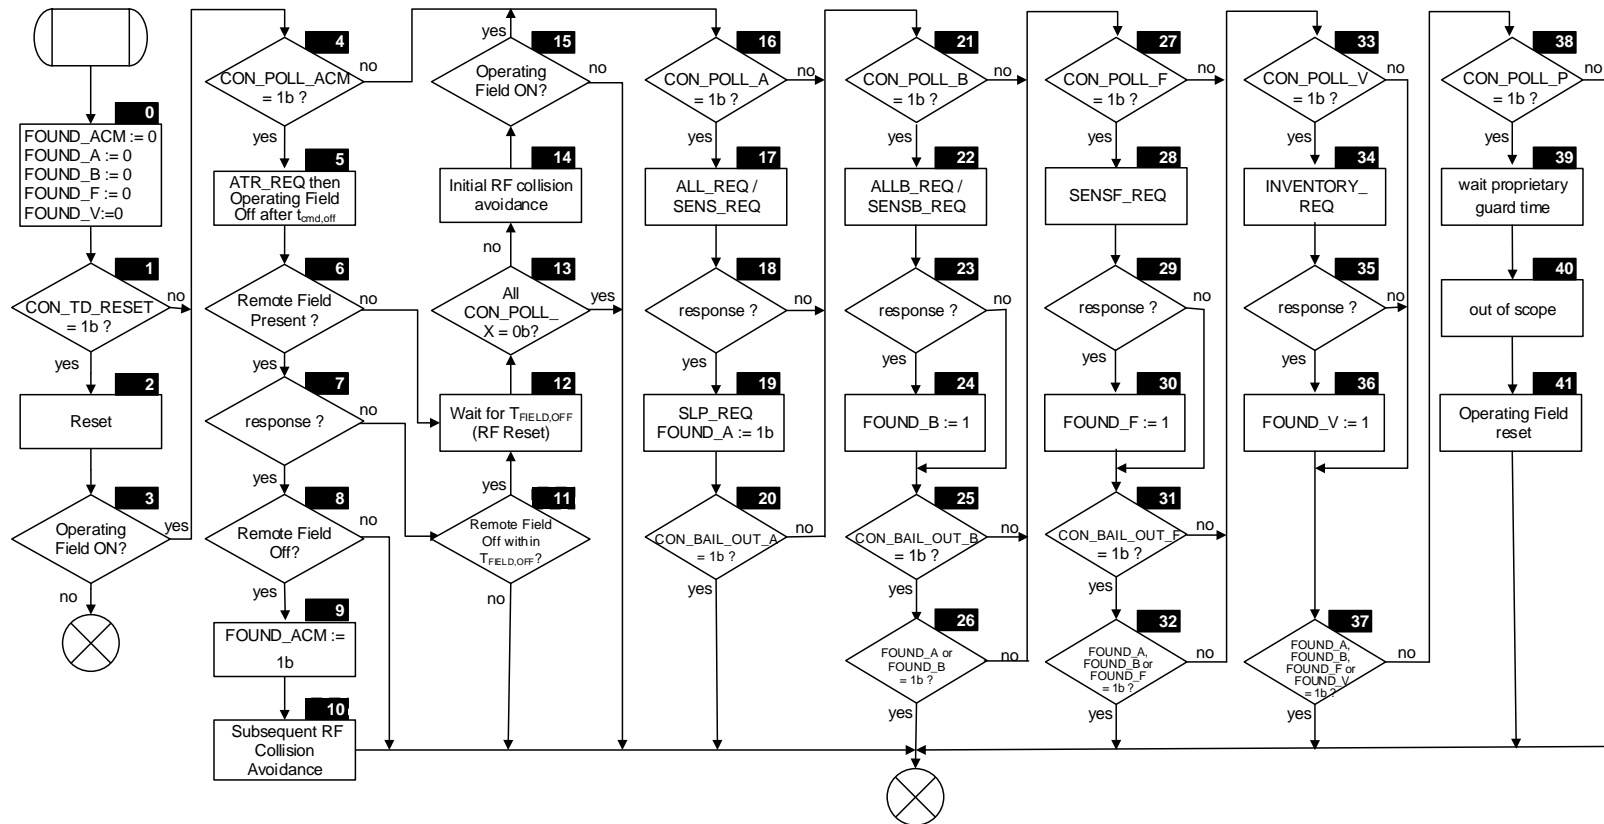 0
FOUND_ACM := 0
FOUND_A := 0
FOUND_B := 0
FOUND_F := 0
FOUND_V:=0
1
CON_TD_RESET
= 1b ?
no
yes
2
Reset
3
Operating
Field ON?
yes
no
4
CON_POLL_ACM
= 1b ?
no
yes
5
ATR_REQ then
Operating Field
Off after tcmd,off
6
Remote Field
Present ?
no
yes
7
response ?
no
yes
8
Remote Field
Off?
no
yes
9
FOUND_ACM :=
1b
10
Subsequent RF
Collision
Avoidance
yes
15
Operating
Field ON?
no
14
Initial RF collision
avoidance
no
13
All
CON_POLL_
X = 0b?
yes
12
Wait for TFIELD,OFF
(RF Reset)
yes
11
Remote Field
Off within
TFIELD,OFF?
no
16
CON_POLL_A
= 1b ?
no
yes
17
ALL_REQ /
SENS_REQ
18
response ?
no
yes
19
SLP_REQ
FOUND_A := 1b
20
CON_BAIL_OUT_A
= 1b ?
no
yes
21
CON_POLL_B
= 1b ?
no
yes
22
ALLB_REQ /
SENSB_REQ
23
response ?
no
yes
24
FOUND_B := 1
25
CON_BAIL_OUT_B
= 1b ?
no
yes
26
FOUND_A or
FOUND_B
= 1b ?
no
yes
27
CON_POLL_F
= 1b ?
no
yes
28
SENSF_REQ
29
response ?
no
yes
30
FOUND_F := 1
31
CON_BAIL_OUT_F
= 1b ?
no
yes
32
FOUND_A,
FOUND_B or
FOUND_F
= 1b ?
no
yes
33
CON_POLL_V
= 1b ?
no
yes
34
INVENTORY_
REQ
35
response ?
no
yes
36
FOUND_V := 1
37
FOUND_A,
FOUND_B,
FOUND_F or
FOUND_V
= 1b ?
no
yes
38
CON_POLL_P
= 1b ?
no
yes
39
wait proprietary
guard time
40
out of scope
41
Operating Field
reset